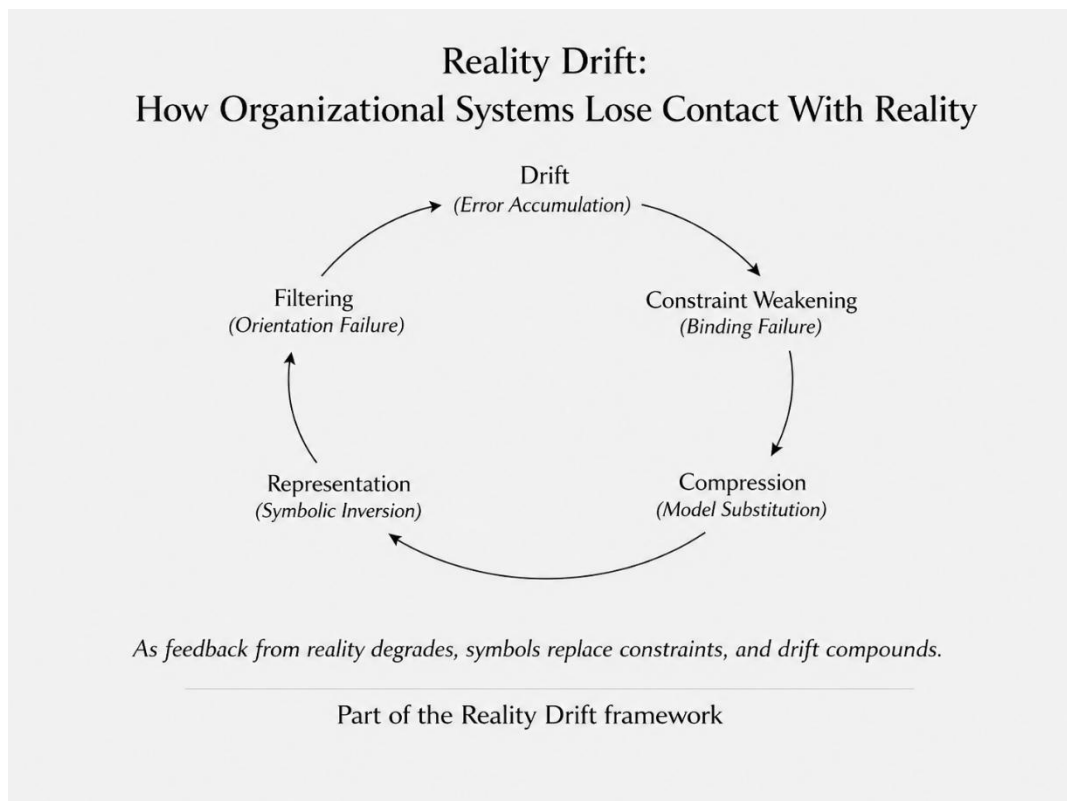 Reality Drift:
How Organizational Systems Lose Contact With Reality
Drift
(Error Accumulation)
Constraint Weakening
(Binding Failure)
Compression
(Model Substitution)
Representation
(Symbolic Inversion)
Filtering
(Orientation Failure)
As feedback from reality degrades, symbols replace constraints, and drift compounds.
Part of the Reality Drift framework